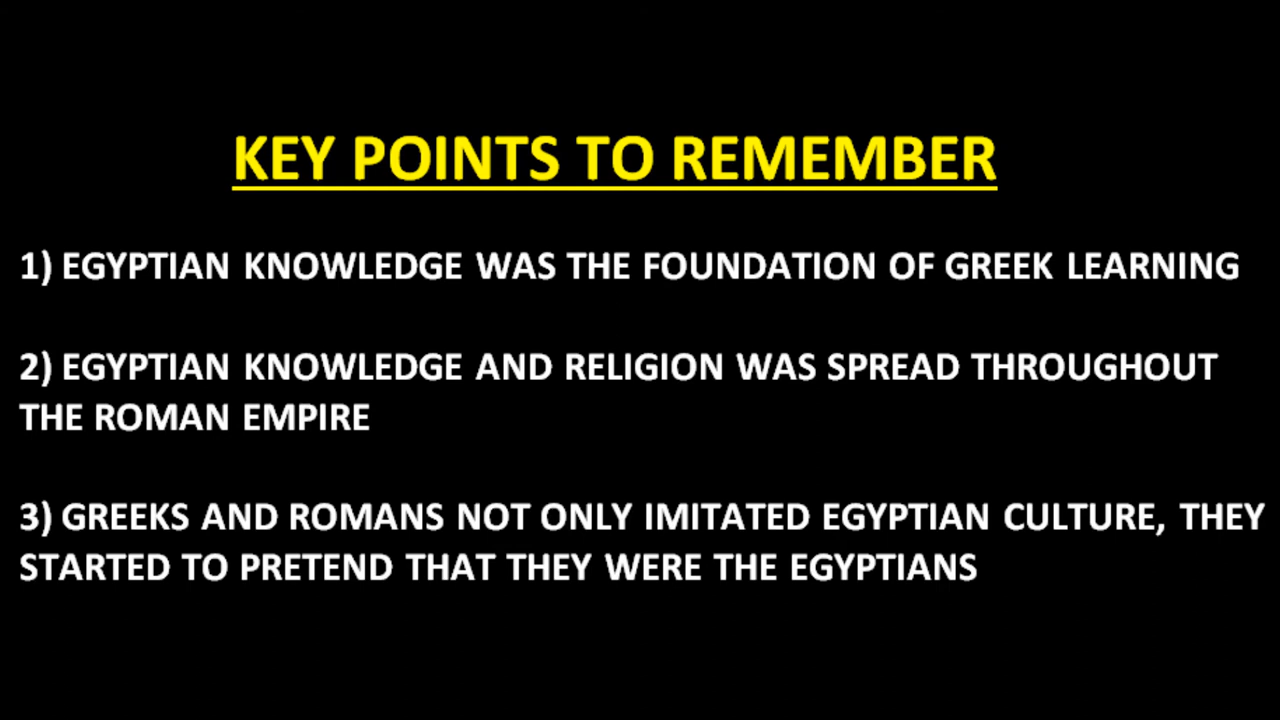 KEY POINTS TO REMEMBER
1) EGYPTIAN KNOWLEDGE WAS THE FOUNDATION OF GREEK LEARNING
2) EGYPTIAN KNOWLEDGE AND RELIGION WAS SPREAD THROUGHOUT
THE ROMAN EMPIRE
3) GREEKS AND ROMANS NOT ONLY IMITATED EGYPTIAN CULTURE, THEY
STARTED TO PRETEND THAT THEY WERE THE EGYPTIANS